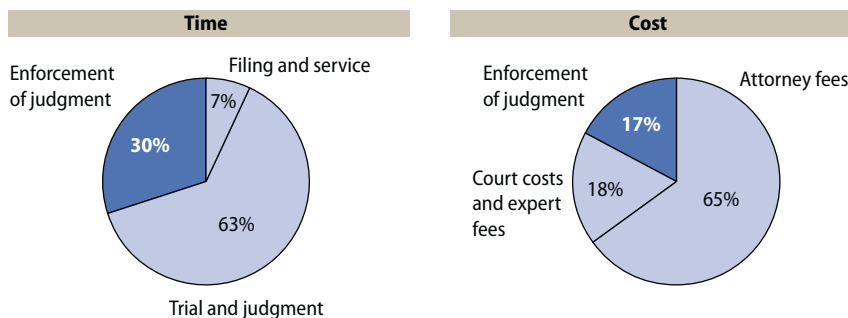 Time
Filing and service
Enforcement
of judgment
7%
30%
63%
Trial and judgment
Cost
Enforcement
of judgment
Attorney fees
17%
Court costs
and expert
fees
18%
65%